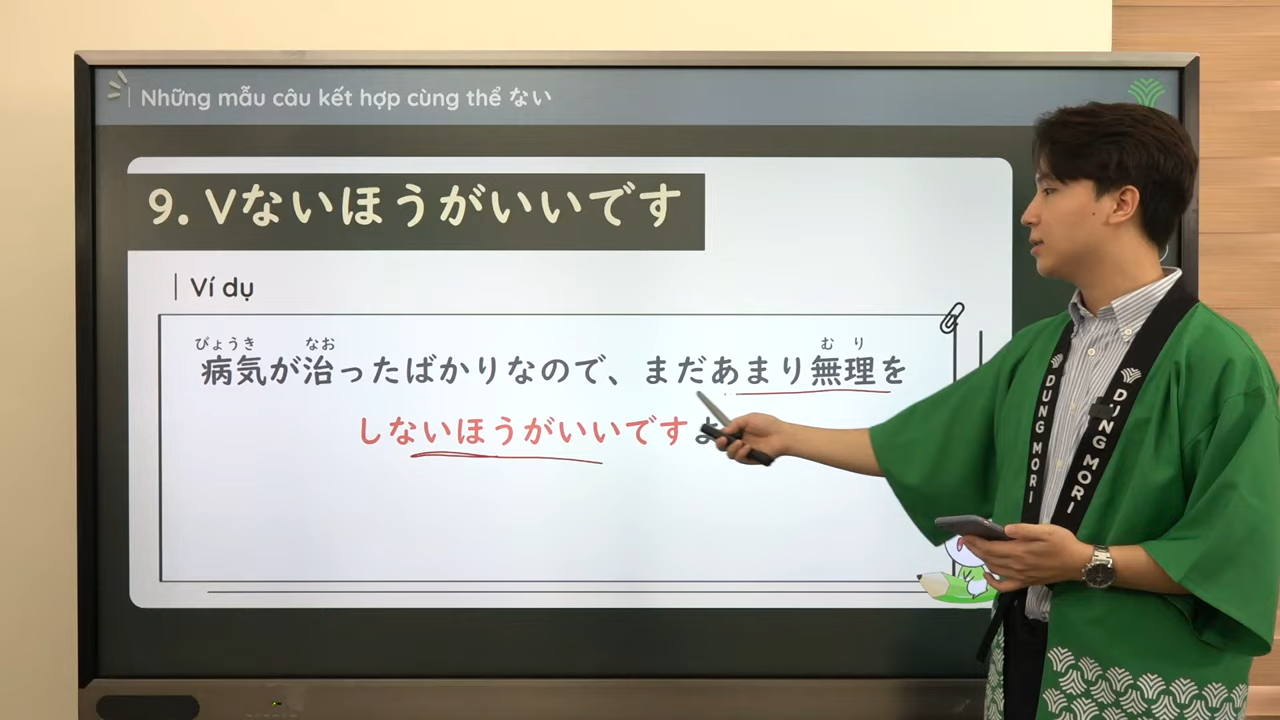 Những mẫu câu kết hợp cùng thể ない
9. Vないほうがいいです
Ví dụ
びょうき なお む り
病気が治ったばかりなので、まだあまり無理を
しないほうがいいですよ
DUNG MORI
DUNG MORI